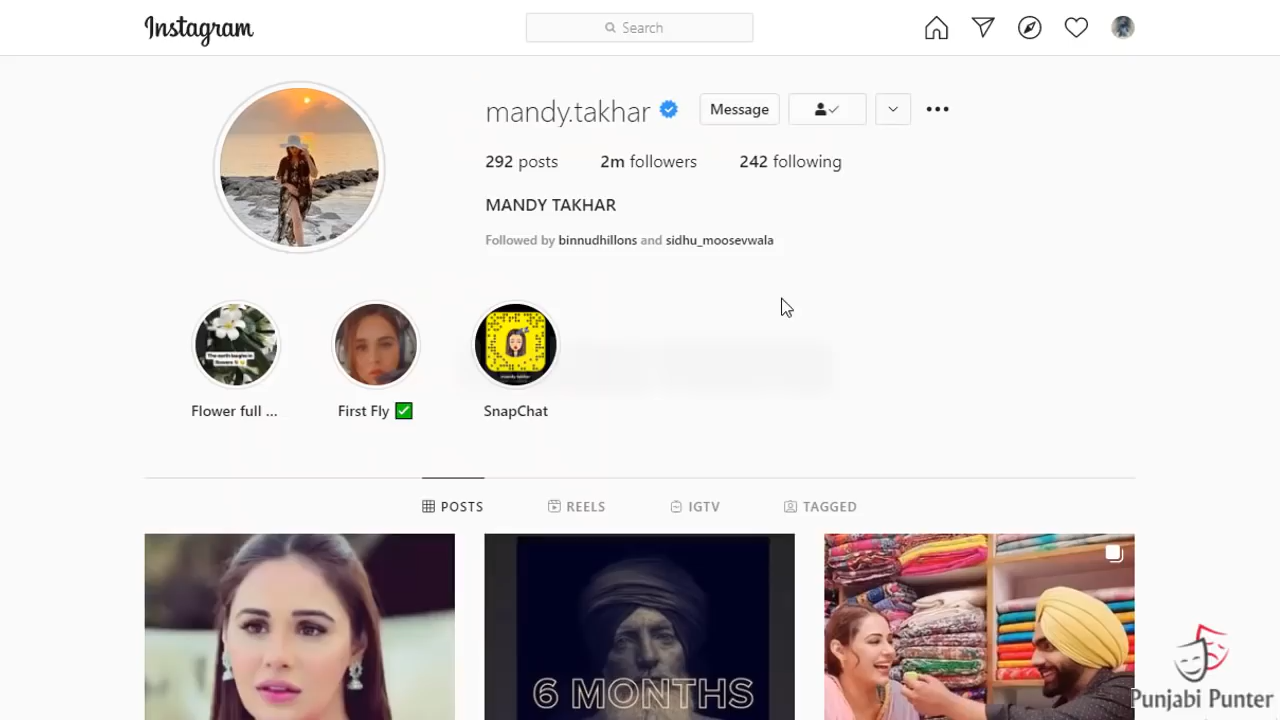 Instagram
Search
mandy.takhar
Message
292 posts 2m followers 242 following
MANDY TAKHAR
Followed by binnudhillons and sidhu_moosevwala
Flower full ...
First Fly ✅
SnapChat
POSTS
REELS
IGTV
TAGGED
6 MONTHS
Punjabi Punter